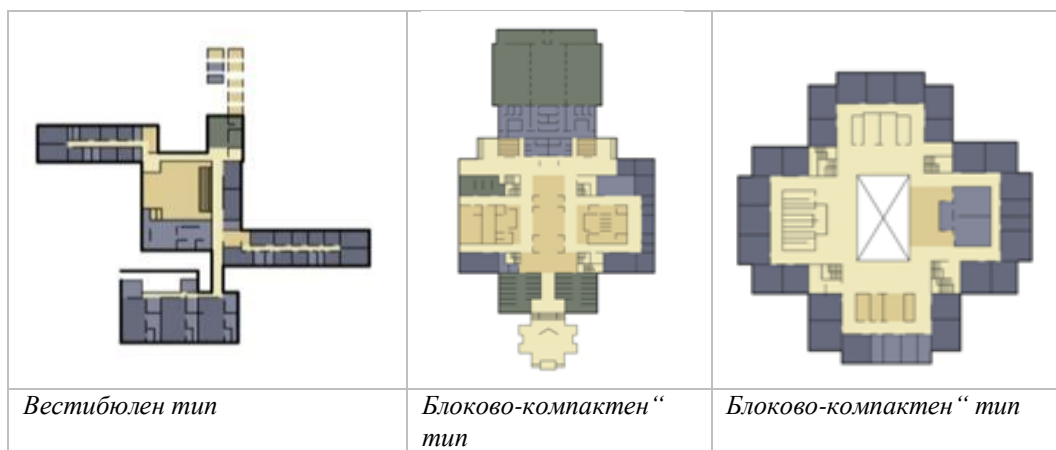 Вестибюлен тип
Блоково-компактен“
тип
Блоково-компактен“ тип